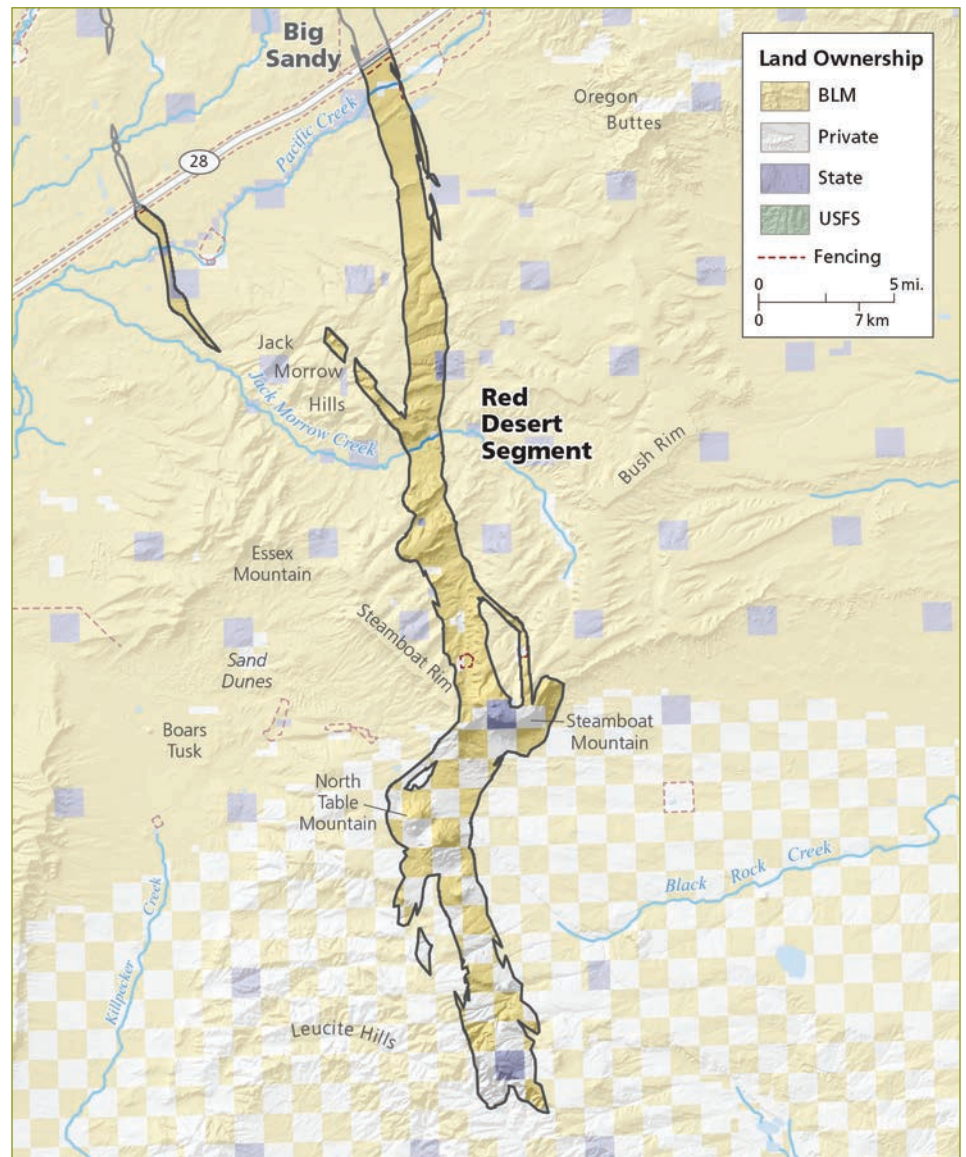 Big
Sandy
Land Ownership
BLM
Private
State
USFS
Fencing
0 5 mi.
0 7 km
Oregon
Buttes
Pacific Creek
28
Jack
Morrow
Hills
Jack Morrow Creek
Red
Desert
Segment
Bush Rim
Essex
Mountain
Steamboat Rim
Sand
Dunes
Boars
Tusk
Steamboat
Mountain
North
Table
Mountain
Black Rock Creek
Killpecker Creek
Leucite Hills